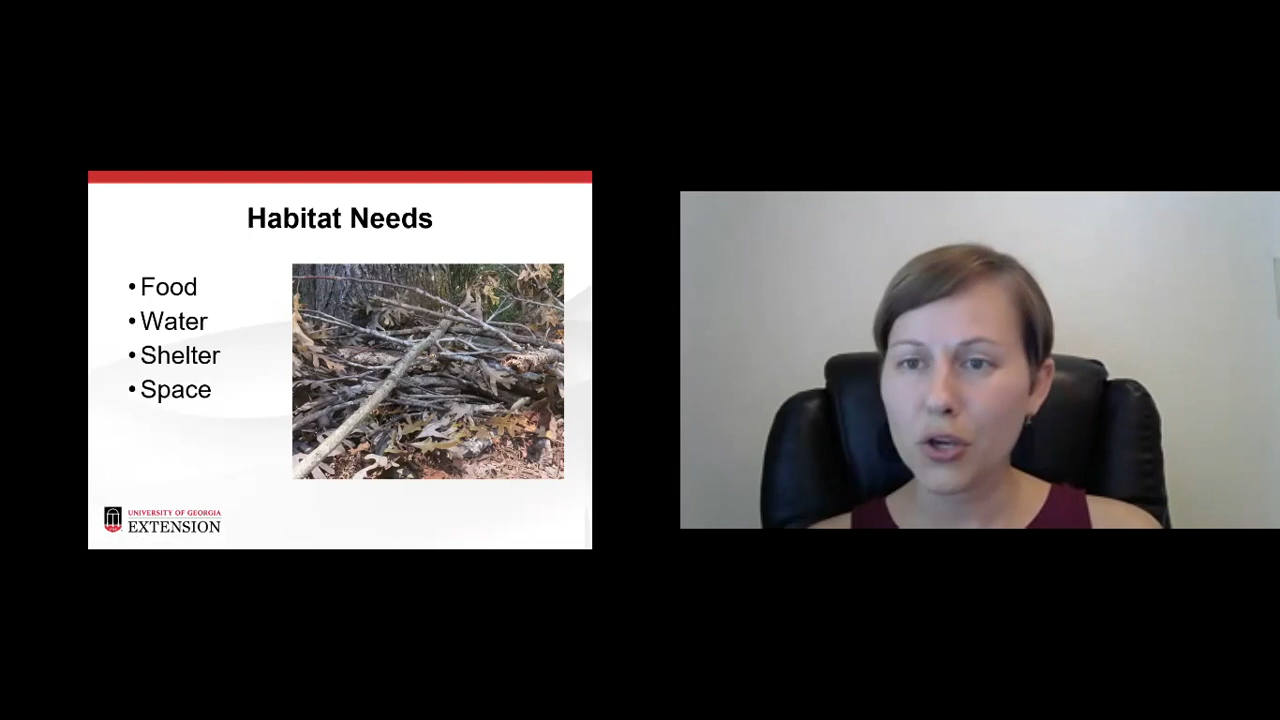 Habitat Needs
• Food
• Water
• Shelter
• Space
UNIVERSITY OF GEORGIA
EXTENSION